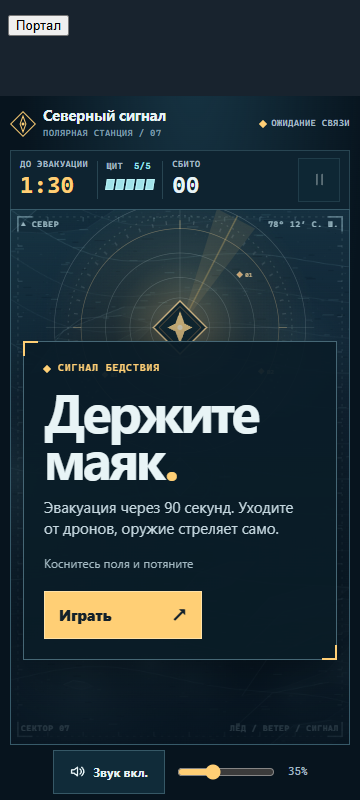 Портал
Северный сигнал
ПОЛЯРНАЯ СТАНЦИЯ / 07
ОЖИДАНИЕ СВЯЗИ
ДО ЭВАКУАЦИИ
1:30
ЩИТ 5/5
СБИТО
00
СЕВЕР
78° 12′ С. Ш.
01
СИГНАЛ БЕДСТВИЯ
Держите
маяк.
Эвакуация через 90 секунд. Уходите
от дронов, оружие стреляет само.
Коснитесь поля и потяните
Играть ↗
СЕКТОР 07
ЛЁД / ВЕТЕР / СИГНАЛ
Звук вкл.
35%